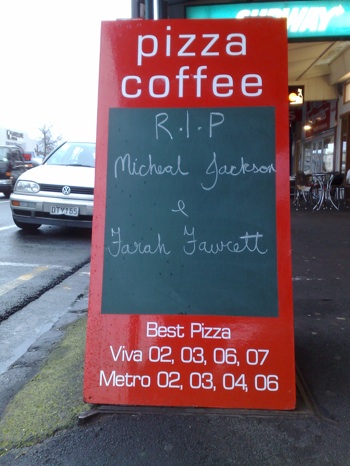 SUBWAY
pizza
coffee
R.I.P
Micheal Jackson
&
Farah Fawcett
Best Pizza
Viva 02, 03, 06, 07
Metro 02, 03, 04, 06